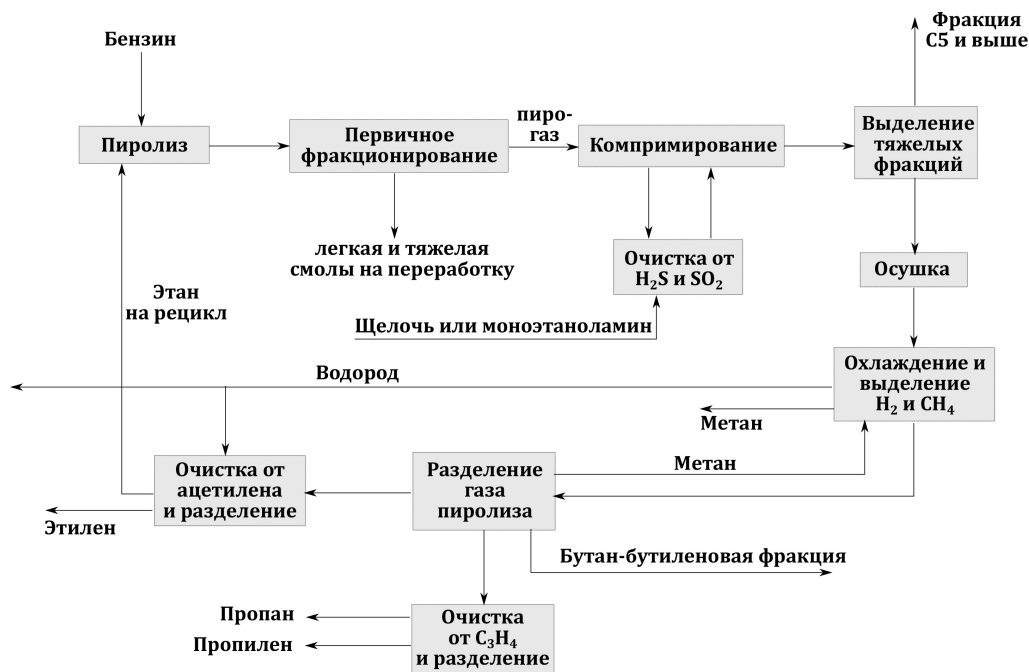 Бензин
Фракция
С5 и выше
Пиролиз
Первичное
фракционирование
пиро-
газ
Компримирование
Выделение
тяжелых
фракций
легкая и тяжелая
смолы на переработку
Очистка от
H₂S и SO₂
Осушка
Этан
на рецикл
Щелочь или моноэтаноламин
Охлаждение и
выделение
H₂ и CH₄
Водород
Метан
Метан
Очистка от
ацетилена
и разделение
Разделение
газа
пиролиза
Этилен
Бутан-бутиленовая фракция
Очистка
от C₃H₄
и разделение
Пропан
Пропилен